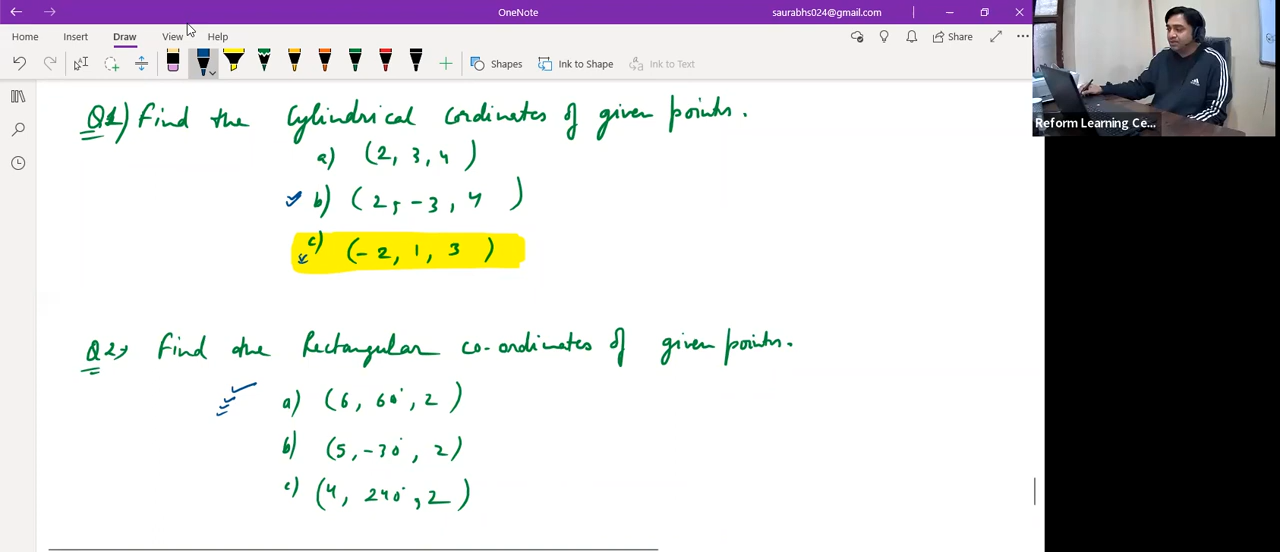 OneNote
saurabhs024@gmail.com
Home Insert Draw View Help
Share
Shapes
Ink to Shape
Ink to Text
Reform Learning Ce...
Q1) Find the Cylindrical cordinates of given points.
a) (2, 3, 4)
b) (2, -3, 4)
c) (-2, 1, 3)
Q2, Find the Rectangular co-ordinates of given points.
a) (6, 60°, 2)
b) (5, -30°, 2)
c) (4, 240°, 2)